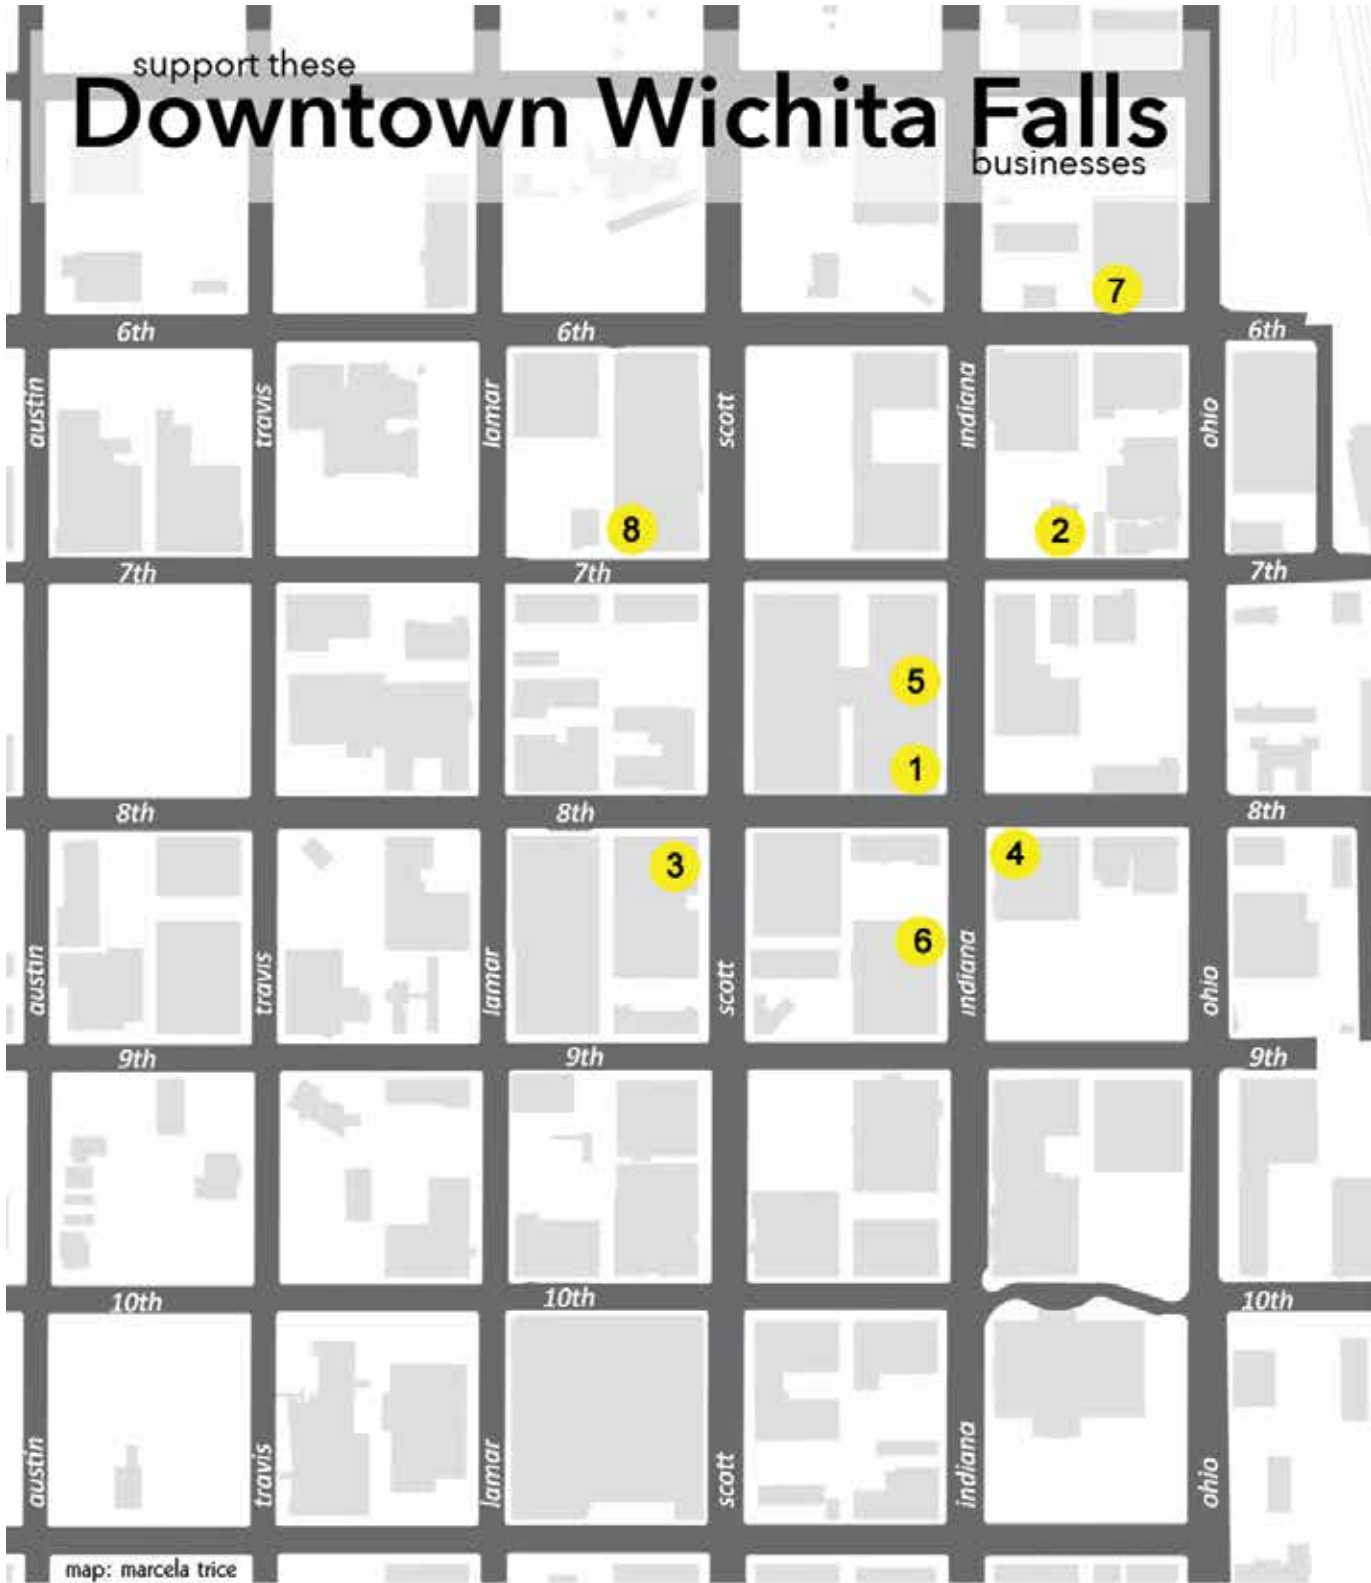 support these
Downtown Wichita Falls
businesses
7
6th
6th
6th
austin
travis
lamar
scott
indiana
ohio
8
2
7th
7th
7th
5
1
8th
8th
8th
3
4
6
austin
travis
lamar
scott
indiana
ohio
9th
9th
9th
10th
10th
10th
austin
travis
lamar
scott
indiana
ohio
map: marcela trice